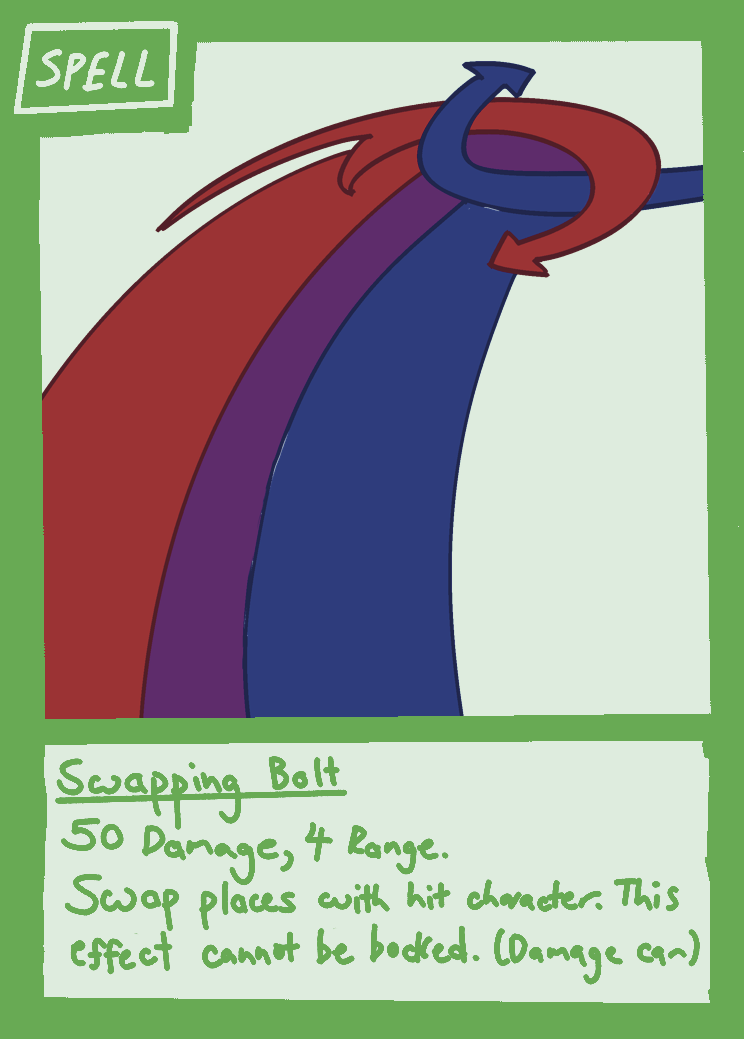 SPELL
Swapping Bolt
50 Damage, 4 Range.
Swap places with hit character. This
effect cannot be bocked. (Damage can)